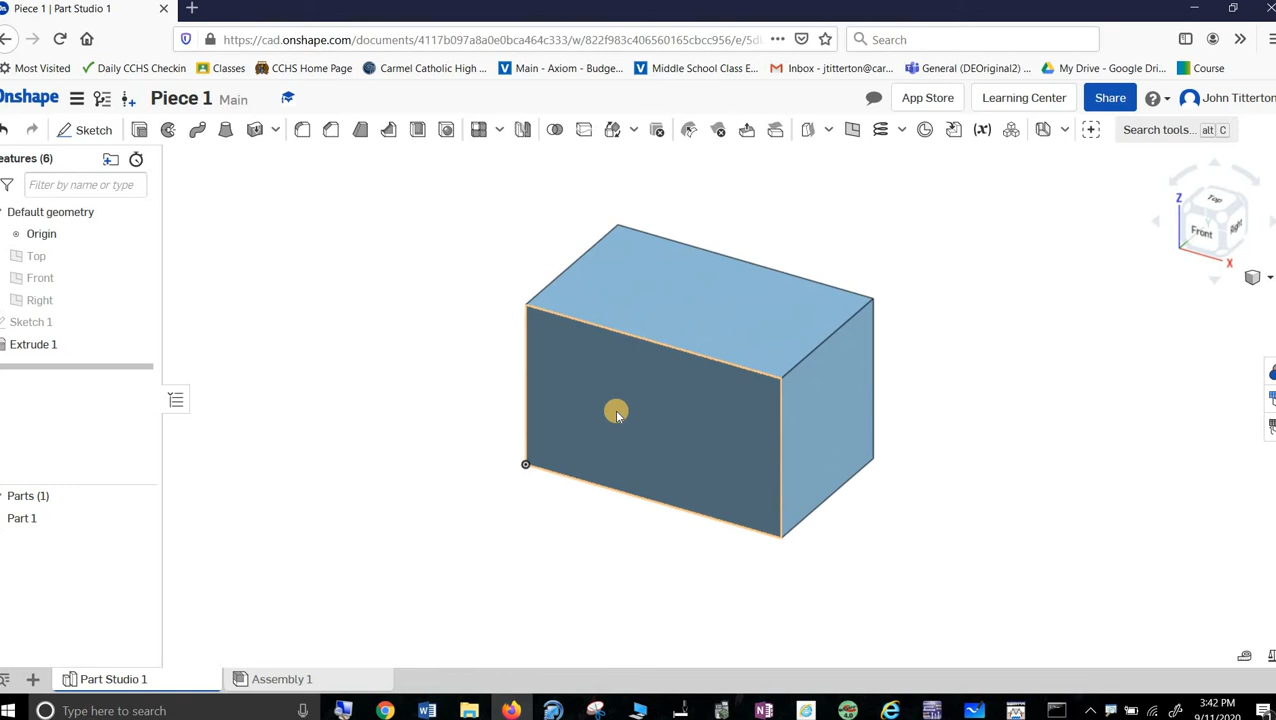 Piece 1 | Part Studio 1
https://cad.onshape.com/documents/4117b097a8a0e0bca464c333/w/822f983c406560165cbcc956/e/5d
Search
Most Visited
Daily CCHS Checkin
Classes
CCHS Home Page
Carmel Catholic High ...
Main - Axiom - Budge...
Middle School Class E...
Inbox - jtitterton@car...
General (DEOriginal2) ...
My Drive - Google Dri...
Course
Onshape
Piece 1 Main
App Store
Learning Center
Share
John Titterton
Sketch
(x)
Search tools... alt C
eatures (6)
Filter by name or type
Default geometry
Origin
Top
Front
Right
Sketch 1
Extrude 1
Parts (1)
Part 1
Top
Front
Right
Z
Y
X
Part Studio 1
Assembly 1
Type here to search
3:42 PM
9/11/2020